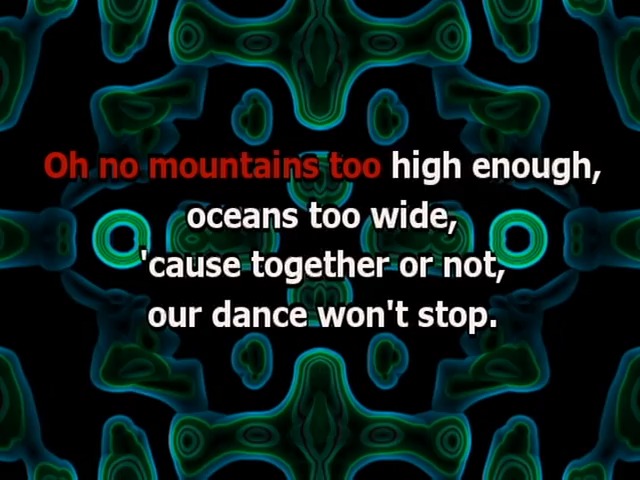 Oh no mountains too high enough,
oceans too wide,
'cause together or not,
our dance won't stop.